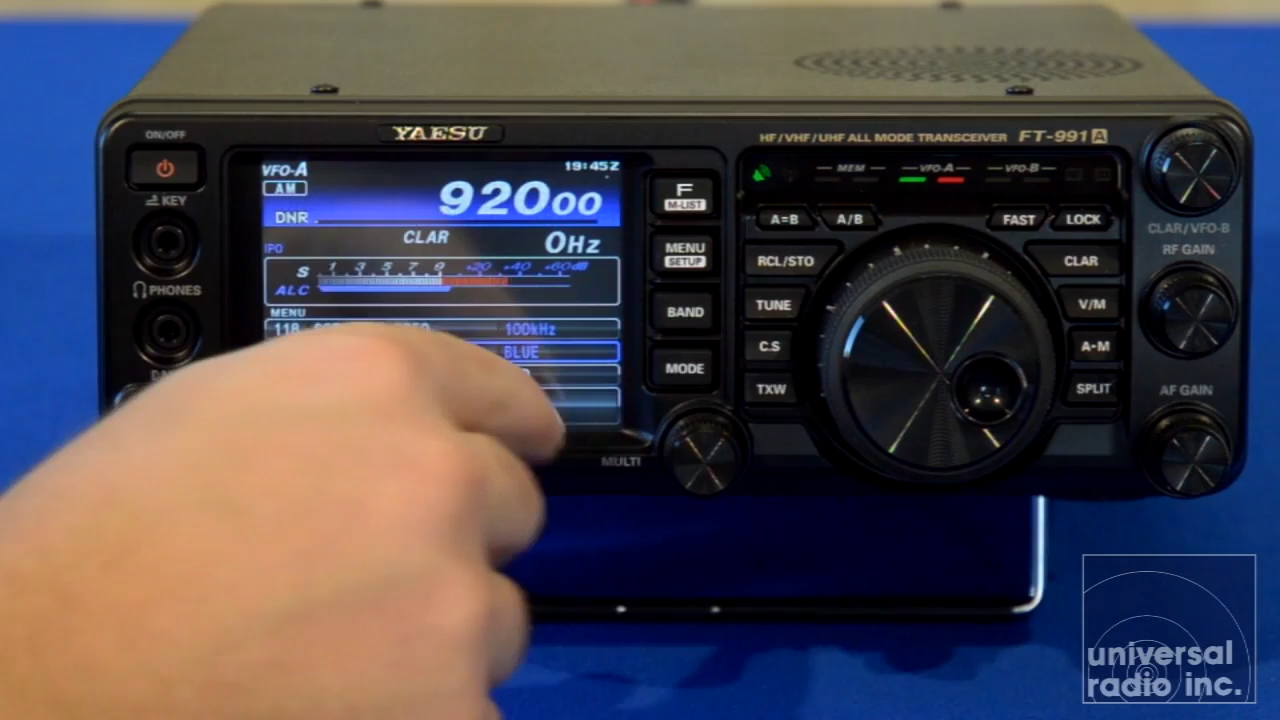 ON/OFF
YAESU
HF/VHF/UHF ALL MODE TRANSCEIVER FT-991A
KEY
PHONES
VFO-A 19:45Z
AM
92000
DNR
CLAR 0Hz
IPO
S 1 3 5 7 9 +20 +40 +60dB
ALC
MENU
118 100kHz
BLUE
F
M-LIST
MENU
SETUP
BAND
MODE
MULTI
MEM VFO-A VFO-B
A=B A/B FAST LOCK
RCL/STO CLAR
TUNE V/M
C.S A▸M
TXW SPLIT
CLAR/VFO-B
RF GAIN
AF GAIN
universal
radio inc.